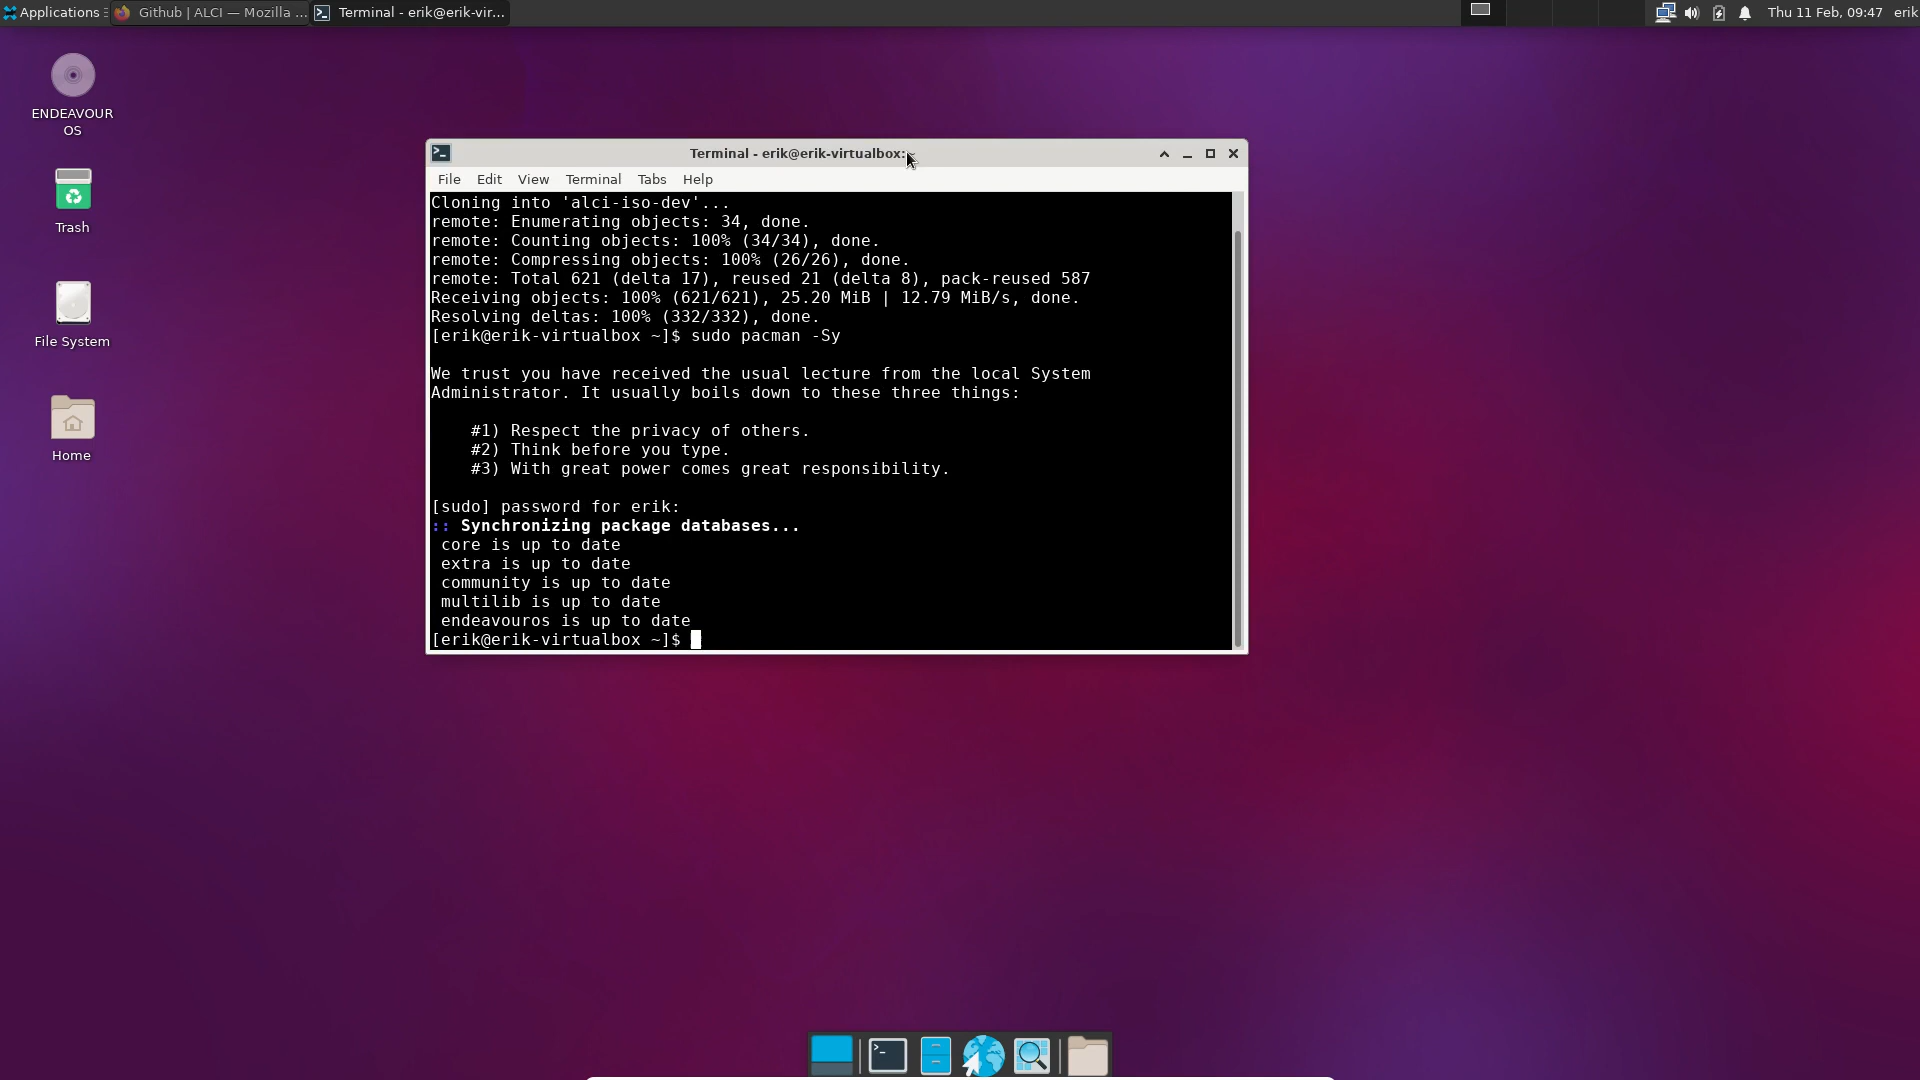 Applications
Github | ALCI — Mozilla ...
Terminal - erik@erik-vir...
Thu 11 Feb, 09:47
erik
ENDEAVOUR
OS
Trash
File System
Home
Terminal - erik@erik-virtualbox:~
File Edit View Terminal Tabs Help
Cloning into 'alci-iso-dev'...
remote: Enumerating objects: 34, done.
remote: Counting objects: 100% (34/34), done.
remote: Compressing objects: 100% (26/26), done.
remote: Total 621 (delta 17), reused 21 (delta 8), pack-reused 587
Receiving objects: 100% (621/621), 25.20 MiB | 12.79 MiB/s, done.
Resolving deltas: 100% (332/332), done.
[erik@erik-virtualbox ~]$ sudo pacman -Sy
We trust you have received the usual lecture from the local System
Administrator. It usually boils down to these three things:
#1) Respect the privacy of others.
#2) Think before you type.
#3) With great power comes great responsibility.
[sudo] password for erik:
:: Synchronizing package databases...
core is up to date
extra is up to date
community is up to date
multilib is up to date
endeavouros is up to date
[erik@erik-virtualbox ~]$